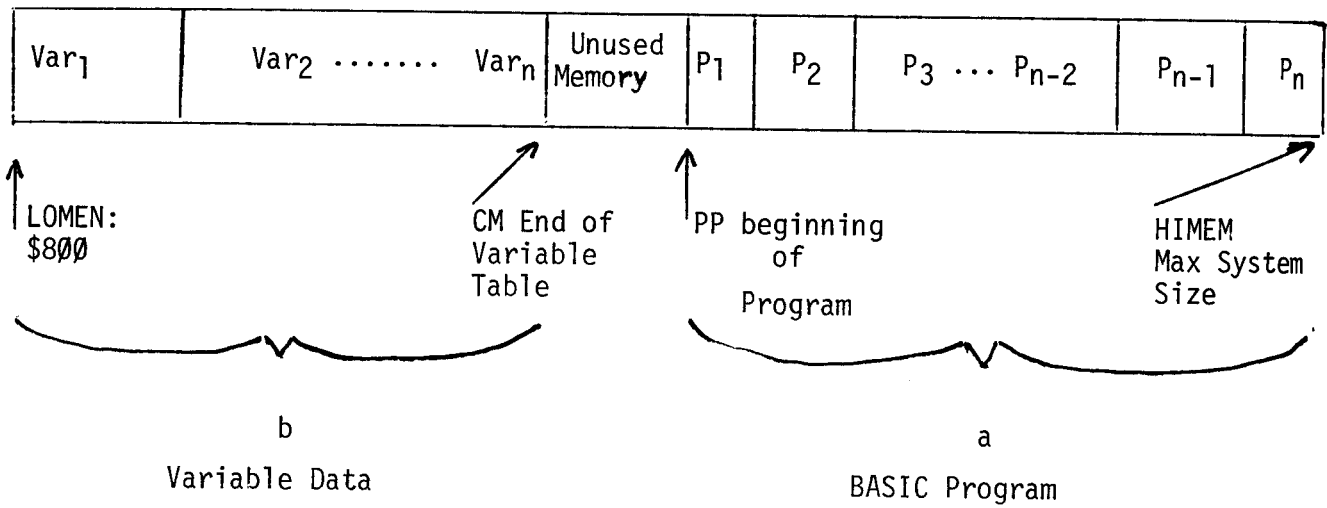 Var1
Var2 ....... Varn
Unused
Memory
P1
P2
P3 ... Pn-2
Pn-1
Pn
LOMEN:
$8ØØ
CM End of
Variable
Table
PP beginning
of
Program
HIMEM
Max System
Size
b
Variable Data
a
BASIC Program